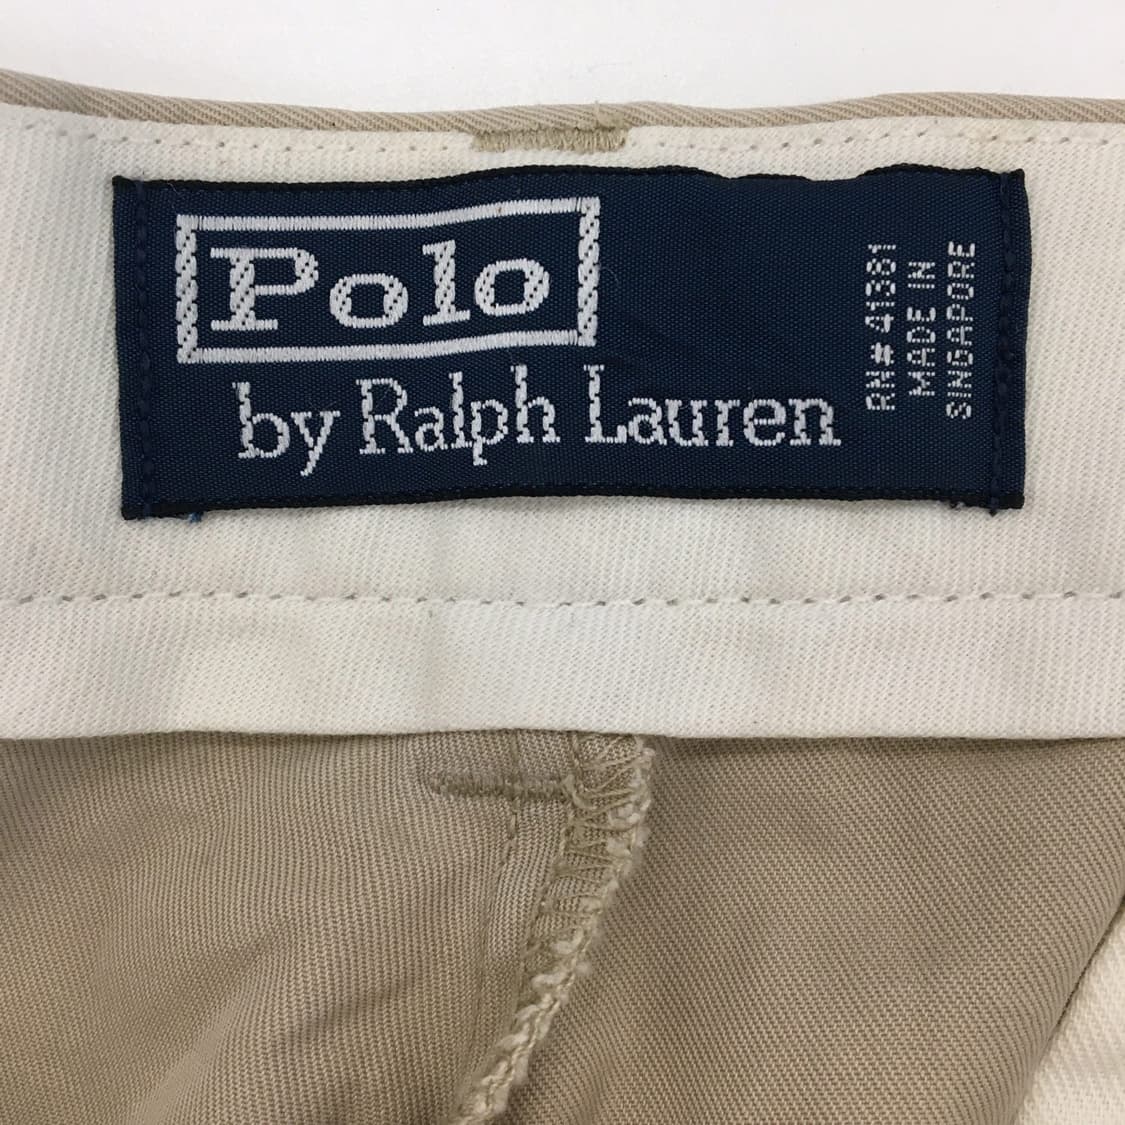 Polo
by Ralph Lauren
RN# 41381
MADE IN
SINGAPORE